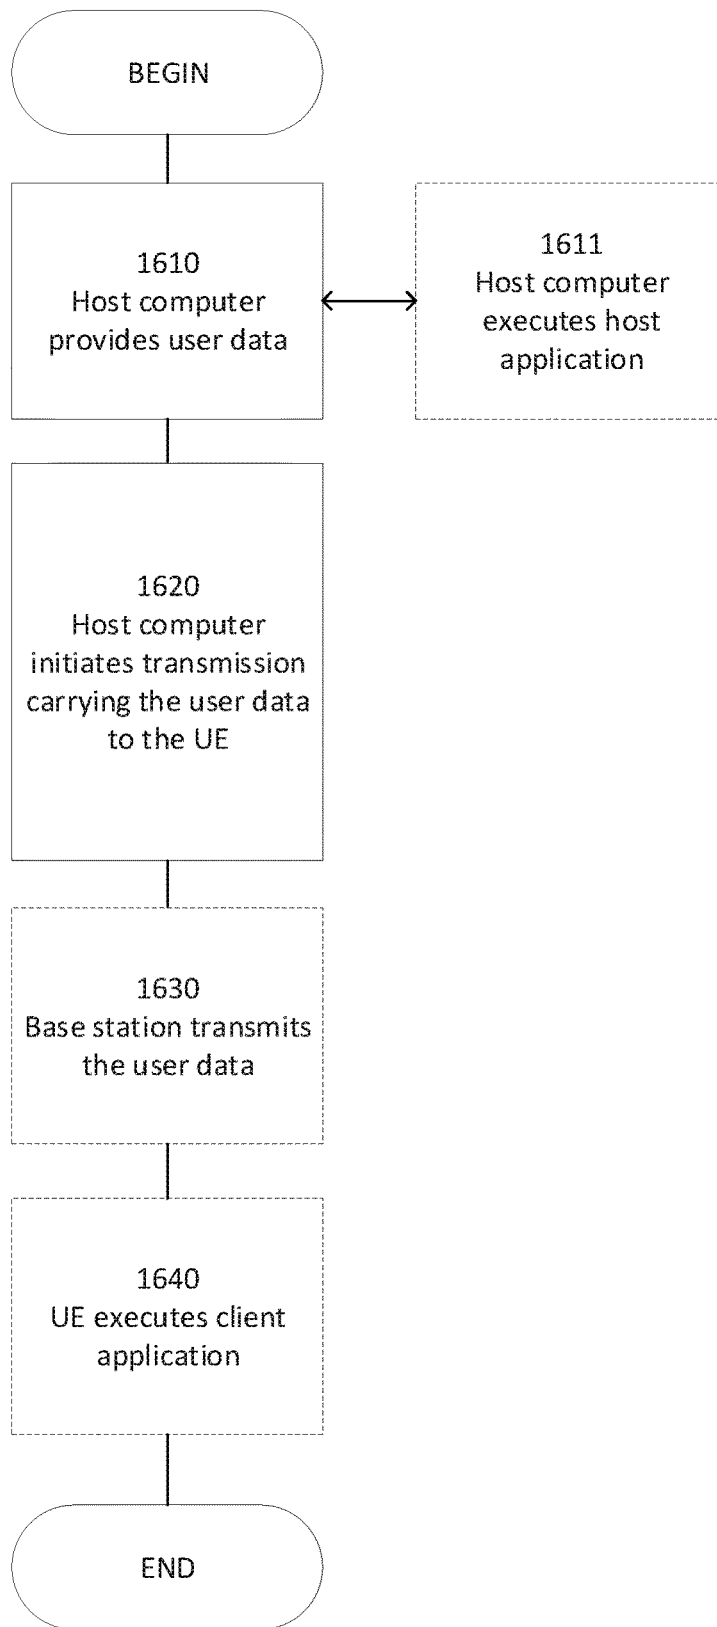 BEGIN
1610
Host computer
provides user data
1611
Host computer
executes host
application
1620
Host computer
initiates transmission
carrying the user data
to the UE
1630
Base station transmits
the user data
1640
UE executes client
application
END